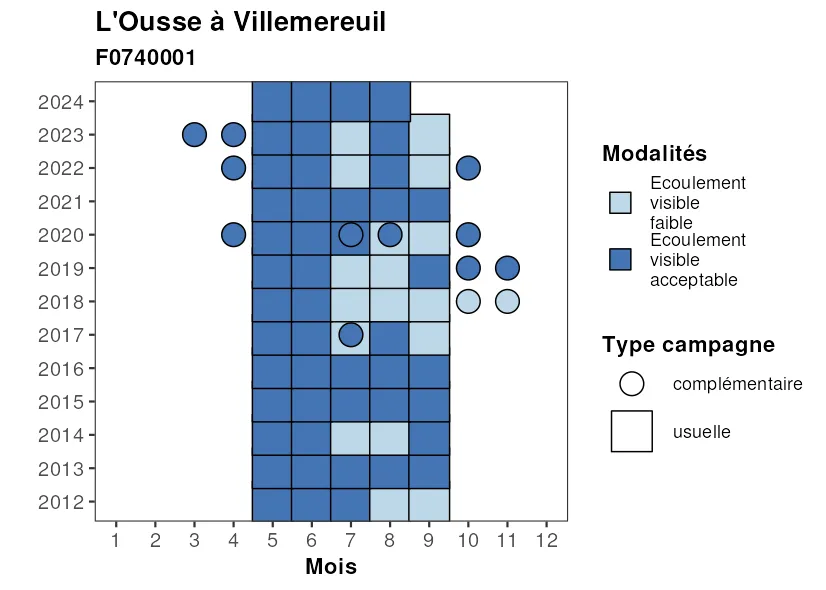 L'Ousse à Villemereuil
F0740001
2024
2023
2022
2021
2020
2019
2018
2017
2016
2015
2014
2013
2012
1 2 3 4 5 6 7 8 9 10 11 12
Mois
Modalités
Ecoulement
visible
faible
Ecoulement
visible
acceptable
Type campagne
complémentaire
usuelle